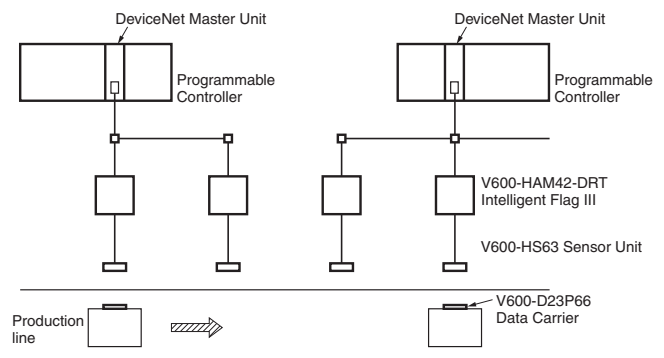 DeviceNet Master Unit
DeviceNet Master Unit
Programmable
Controller
Programmable
Controller
V600-HAM42-DRT
Intelligent Flag III
V600-HS63 Sensor Unit
V600-D23P66
Data Carrier
Production
line